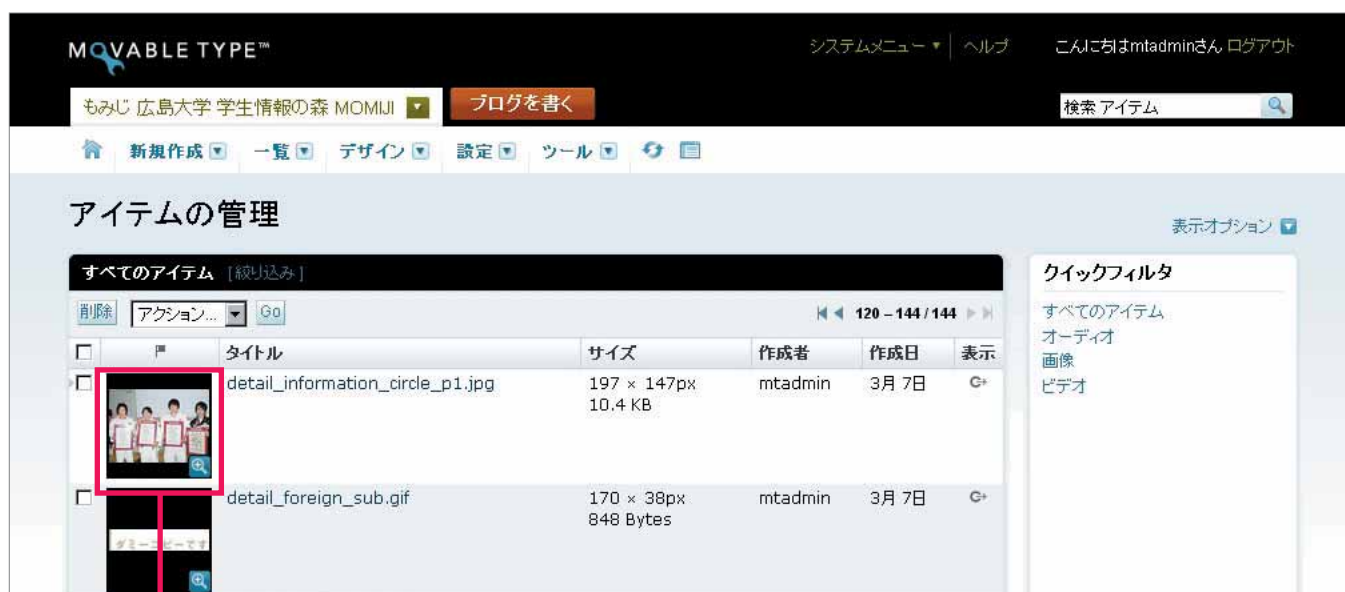 MOVABLE TYPE™
システムメニュー ヘルプ こんにちはmtadminさん ログアウト
もみじ 広島大学 学生情報の森 MOMIJI ブログを書く 検索 アイテム
新規作成 一覧 デザイン 設定 ツール
アイテムの管理
表示オプション
すべてのアイテム [絞り込み]
クイックフィルタ
削除 アクション... Go 120 – 144 / 144
すべてのアイテム
オーディオ
画像
ビデオ
タイトル サイズ 作成者 作成日 表示
detail_information_circle_p1.jpg 197 × 147px mtadmin 3月 7日
10.4 KB
detail_foreign_sub.gif 170 × 38px mtadmin 3月 7日
848 Bytes
ダミーコピーです